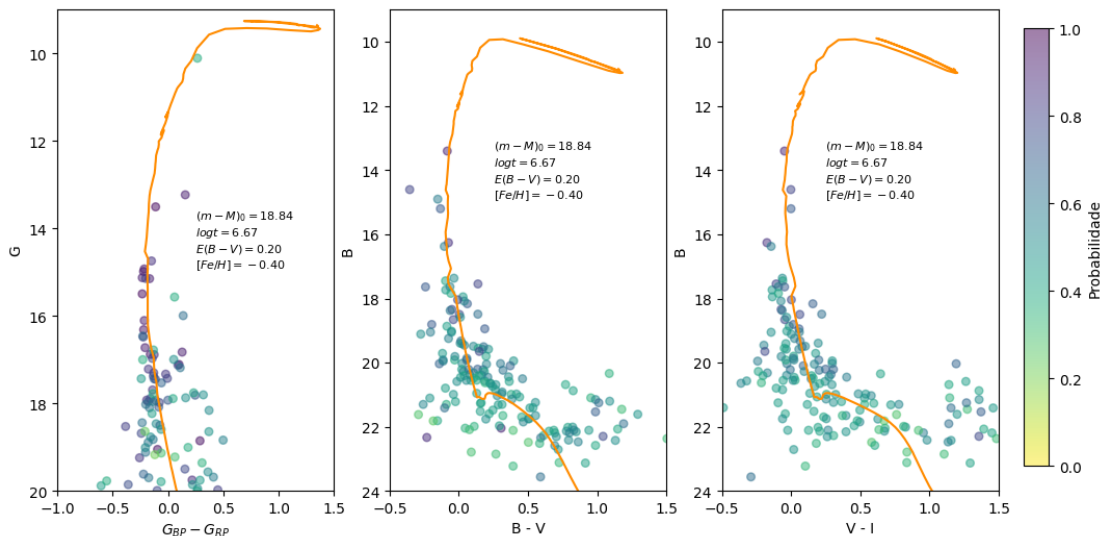 10
12
14
16
18
20
G
-1.0
-0.5
0.0
0.5
1.0
1.5
G_BP − G_RP
(m − M)_0 = 18.84
logt = 6.67
E(B − V) = 0.20
[Fe/H] = −0.40
10
12
14
16
18
20
22
24
B
−0.5
0.0
0.5
1.0
1.5
B - V
(m − M)_0 = 18.84
logt = 6.67
E(B − V) = 0.20
[Fe/H] = −0.40
10
12
14
16
18
20
22
24
B
−0.5
0.0
0.5
1.0
1.5
V - I
(m − M)_0 = 18.84
logt = 6.67
E(B − V) = 0.20
[Fe/H] = −0.40
1.0
0.8
0.6
0.4
0.2
0.0
Probabilidade